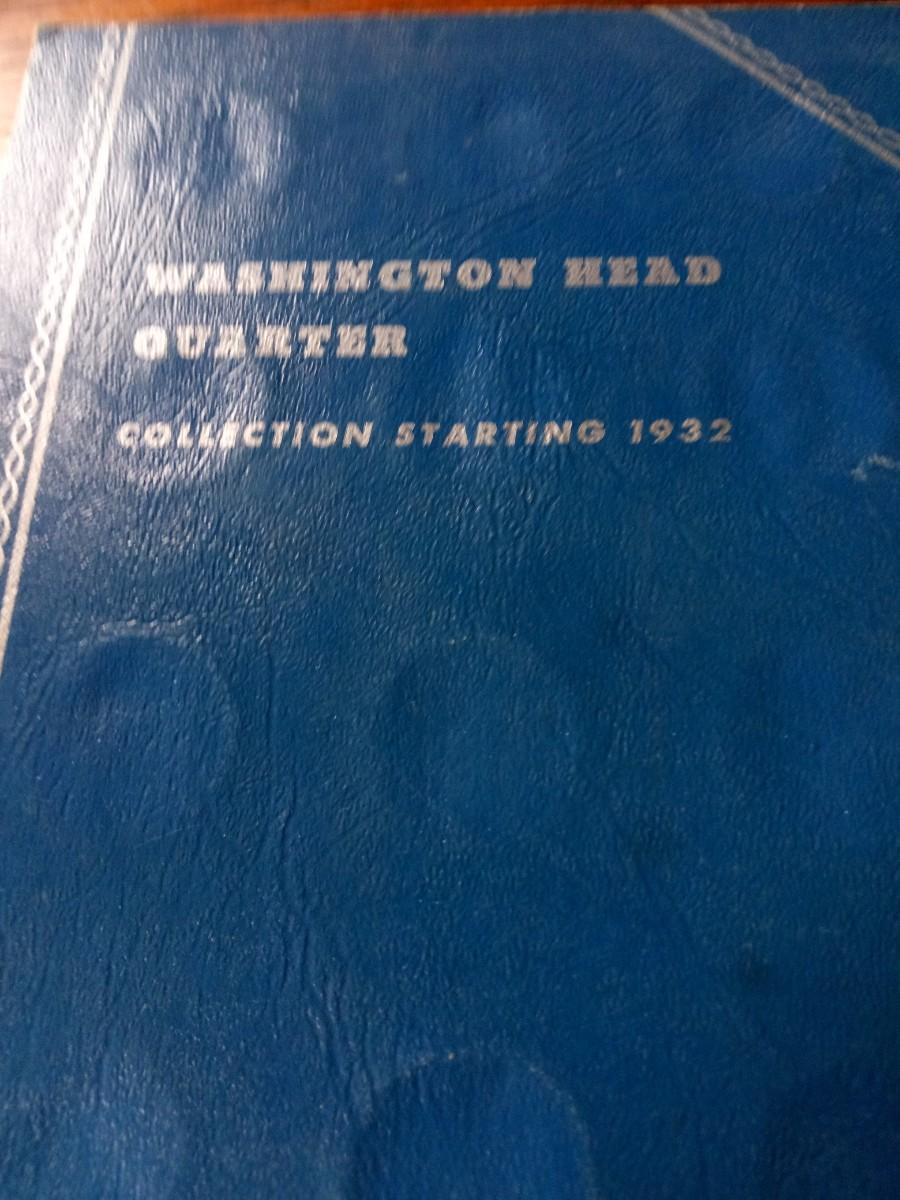 WASHINGTON HEAD
QUARTER
COLLECTION STARTING 1932